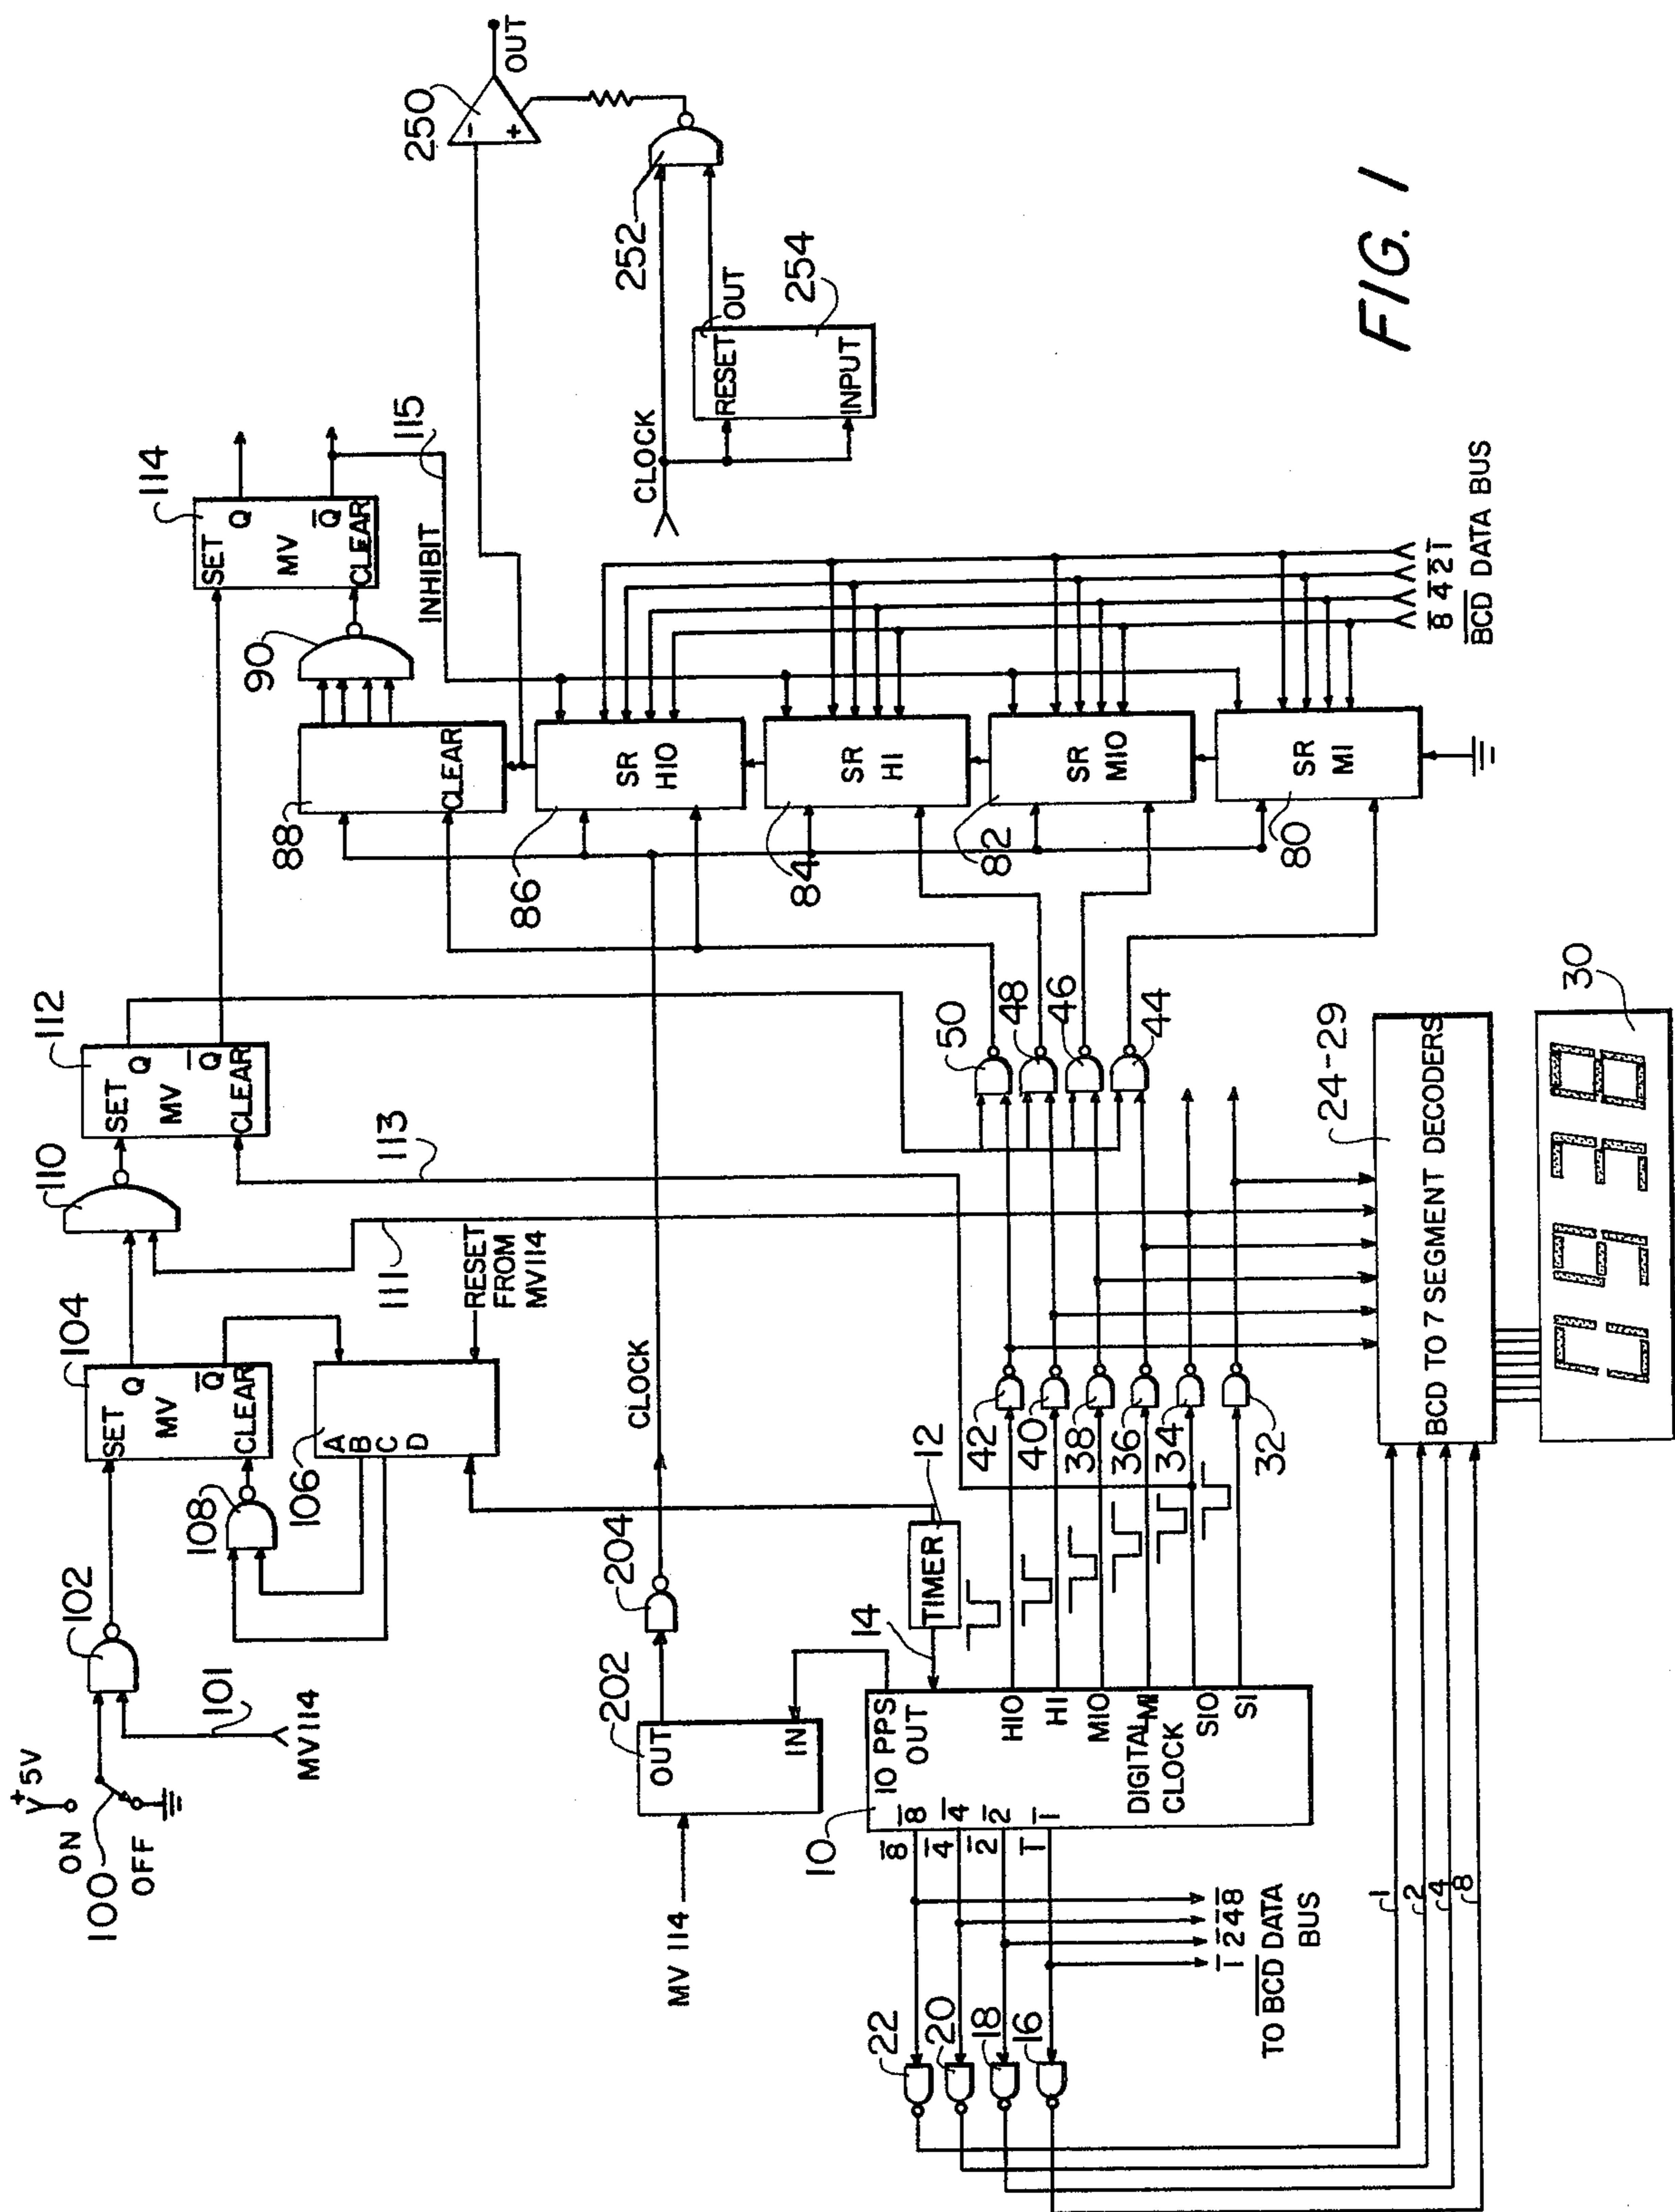 +5V
ON
100
OFF
102
101
MV 114
104
SET
Q
MV
Q̅
CLEAR
108
106
A
B
C
D
RESET
FROM
MV114
110
111
112
SET
Q
MV
Q̅
CLEAR
113
114
SET
Q
MV
Q̅
CLEAR
90
INHIBIT
115
88
CLEAR
250
-
+
OUT
252
CLOCK
RESET
OUT
INPUT
254
86
SR
H10
84
SR
H1
82
SR
M10
80
SR
M1
8̅ 4̅ 2̅ 1̅
B̅C̅D̅ DATA BUS
MV 114
202
OUT
IN
204
CLOCK
10
10 PPS
OUT
8̅
4̅
2̅
1̅
8̅
4̅
2̅
1̅
DIGITAL
CLOCK
H10
H1
M10
M1
S10
S1
14
TIMER
12
42
40
38
36
34
32
50
48
46
44
22
20
18
16
1̅ 2̅ 4̅ 8̅
TO B̅C̅D̅ DATA
BUS
1
2
4
8
BCD TO 7 SEGMENT DECODERS
24-29
30
FIG. 1